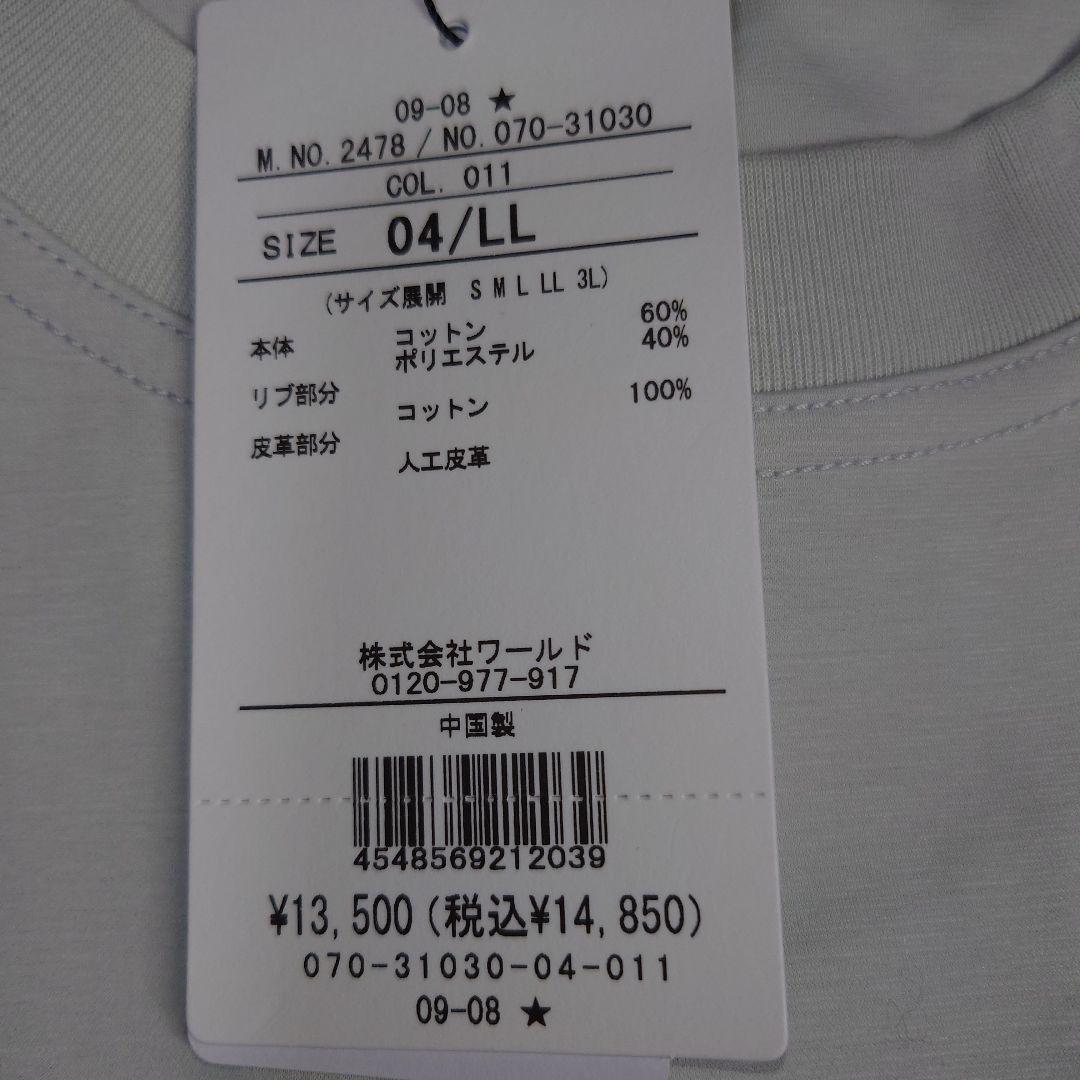 09-08 ★
M.NO.2478 / NO.070-31030
COL. 011
SIZE 04/LL
(サイズ展開 S M L LL 3L)
本体 コットン 60%
ポリエステル 40%
リブ部分 コットン 100%
皮革部分 人工皮革
株式会社ワールド
0120-977-917
中国製
4548569212039
¥13,500(税込¥14,850)
070-31030-04-011
09-08 ★